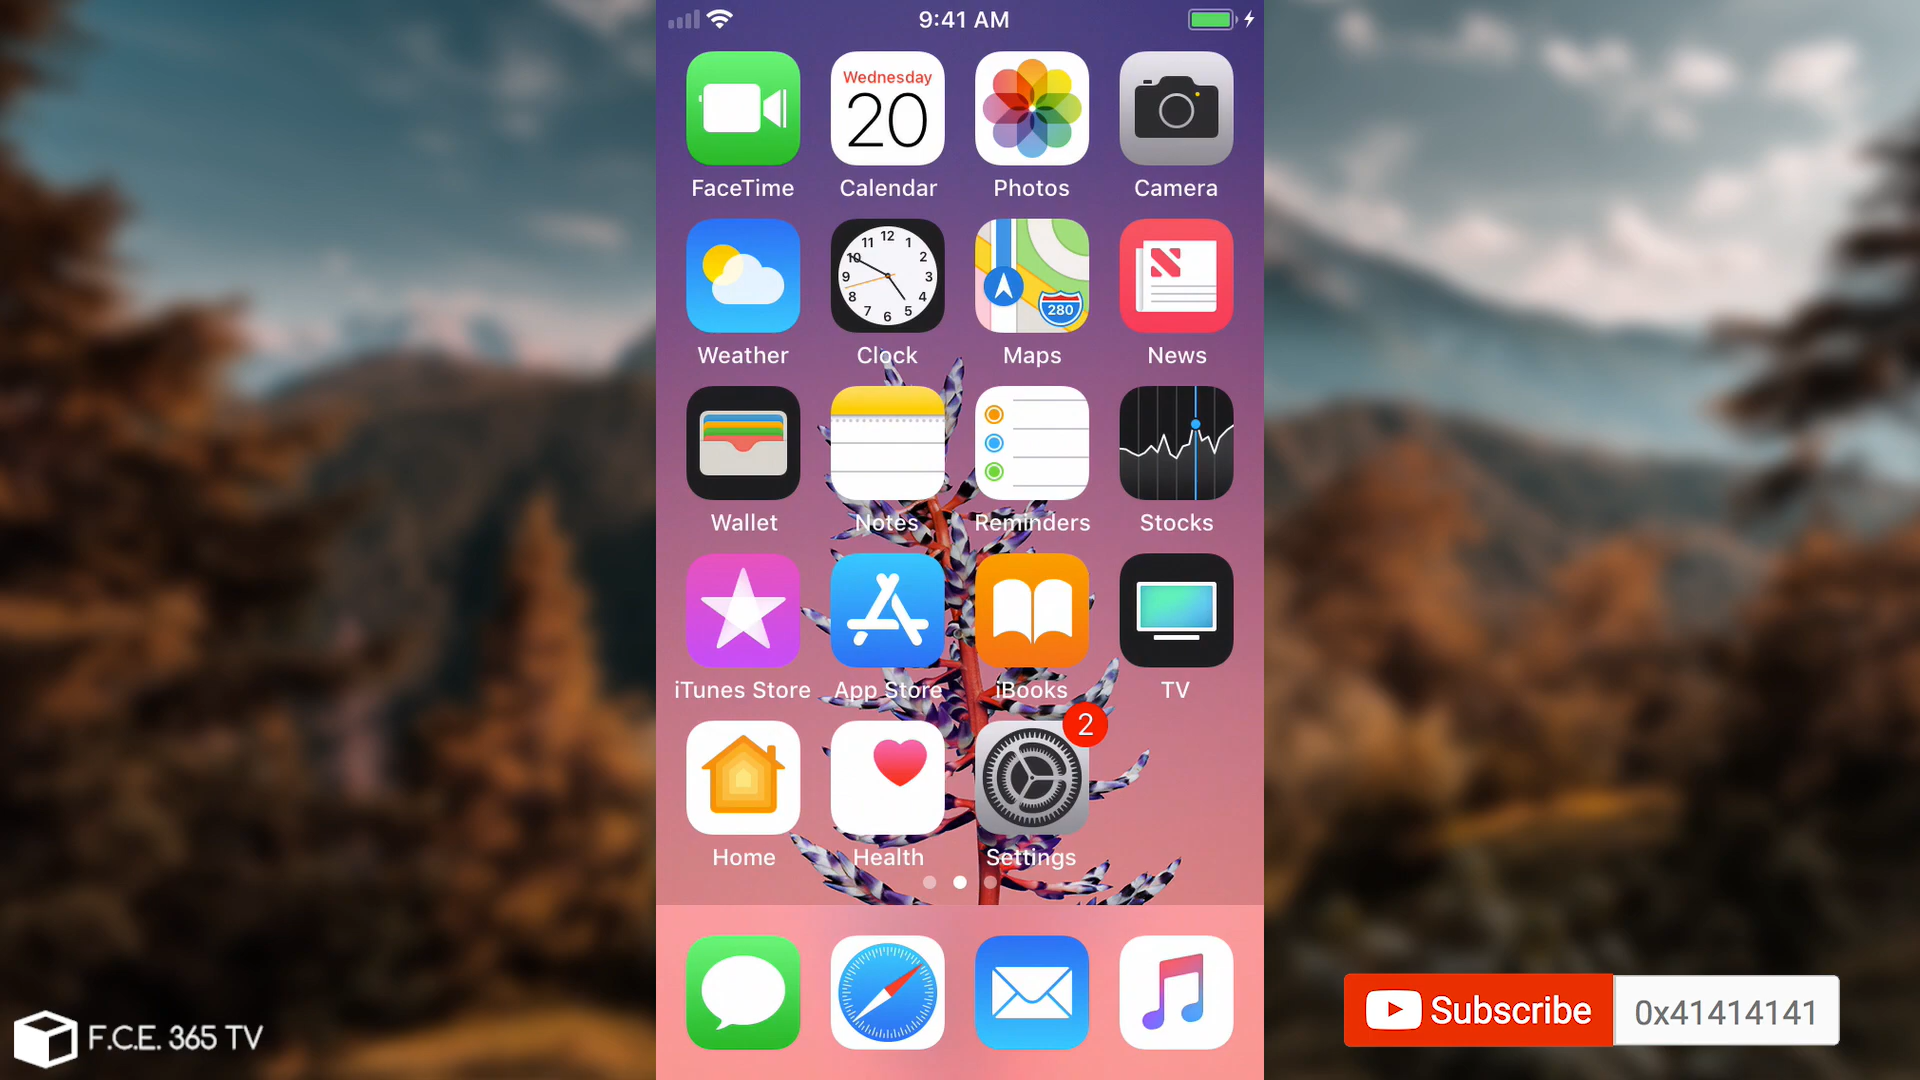 9:41 AM
Wednesday
20
FaceTime
Calendar
Photos
Camera
12
11 1
10 2
9 3
8 4
7 5
6
280
Weather
Clock
Maps
News
Wallet
Notes
Reminders
Stocks
iTunes Store
App Store
iBooks
TV
2
Home
Health
Settings
F.C.E. 365 TV
Subscribe
0x41414141